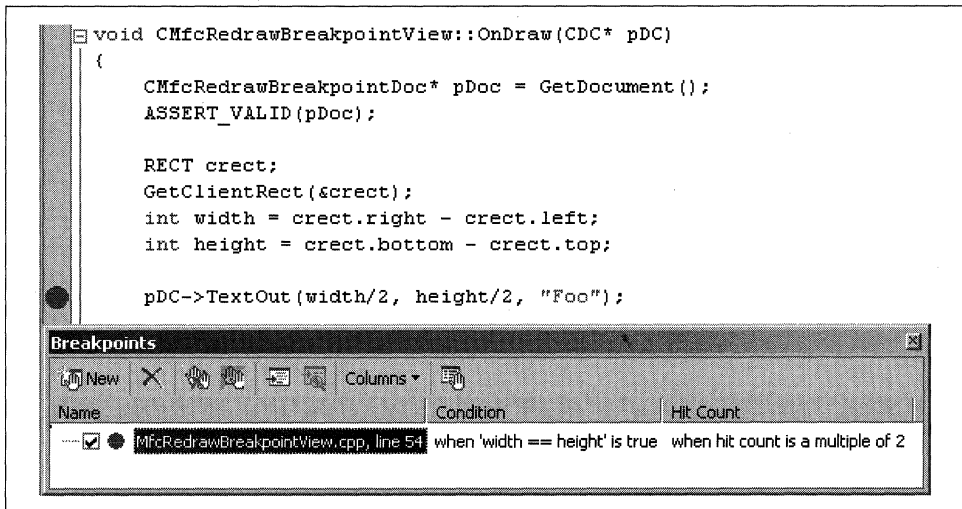 void CMfcRedrawBreakpointView::OnDraw(CDC* pDC)
{
CMfcRedrawBreakpointDoc* pDoc = GetDocument();
ASSERT_VALID(pDoc);
RECT crect;
GetClientRect(&crect);
int width = crect.right - crect.left;
int height = crect.bottom - crect.top;
pDC->TextOut(width/2, height/2, "Foo");
Breakpoints
New Columns
Name Condition Hit Count
MfcRedrawBreakpointView.cpp, line 54 when 'width == height' is true when hit count is a multiple of 2